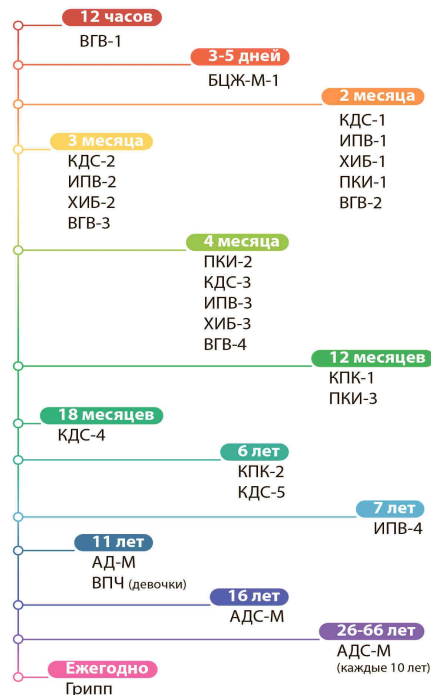 12 часов
ВГВ-1
3-5 дней
БЦЖ-М-1
2 месяца
КДС-1
ИПВ-1
ХИБ-1
ПКИ-1
ВГВ-2
3 месяца
КДС-2
ИПВ-2
ХИБ-2
ВГВ-3
4 месяца
ПКИ-2
КДС-3
ИПВ-3
ХИБ-3
ВГВ-4
12 месяцев
КПК-1
ПКИ-3
18 месяцев
КДС-4
6 лет
КПК-2
КДС-5
7 лет
ИПВ-4
11 лет
АД-М
ВПЧ (девочки)
16 лет
АДС-М
26-66 лет
АДС-М
(каждые 10 лет)
Ежегодно
Грипп